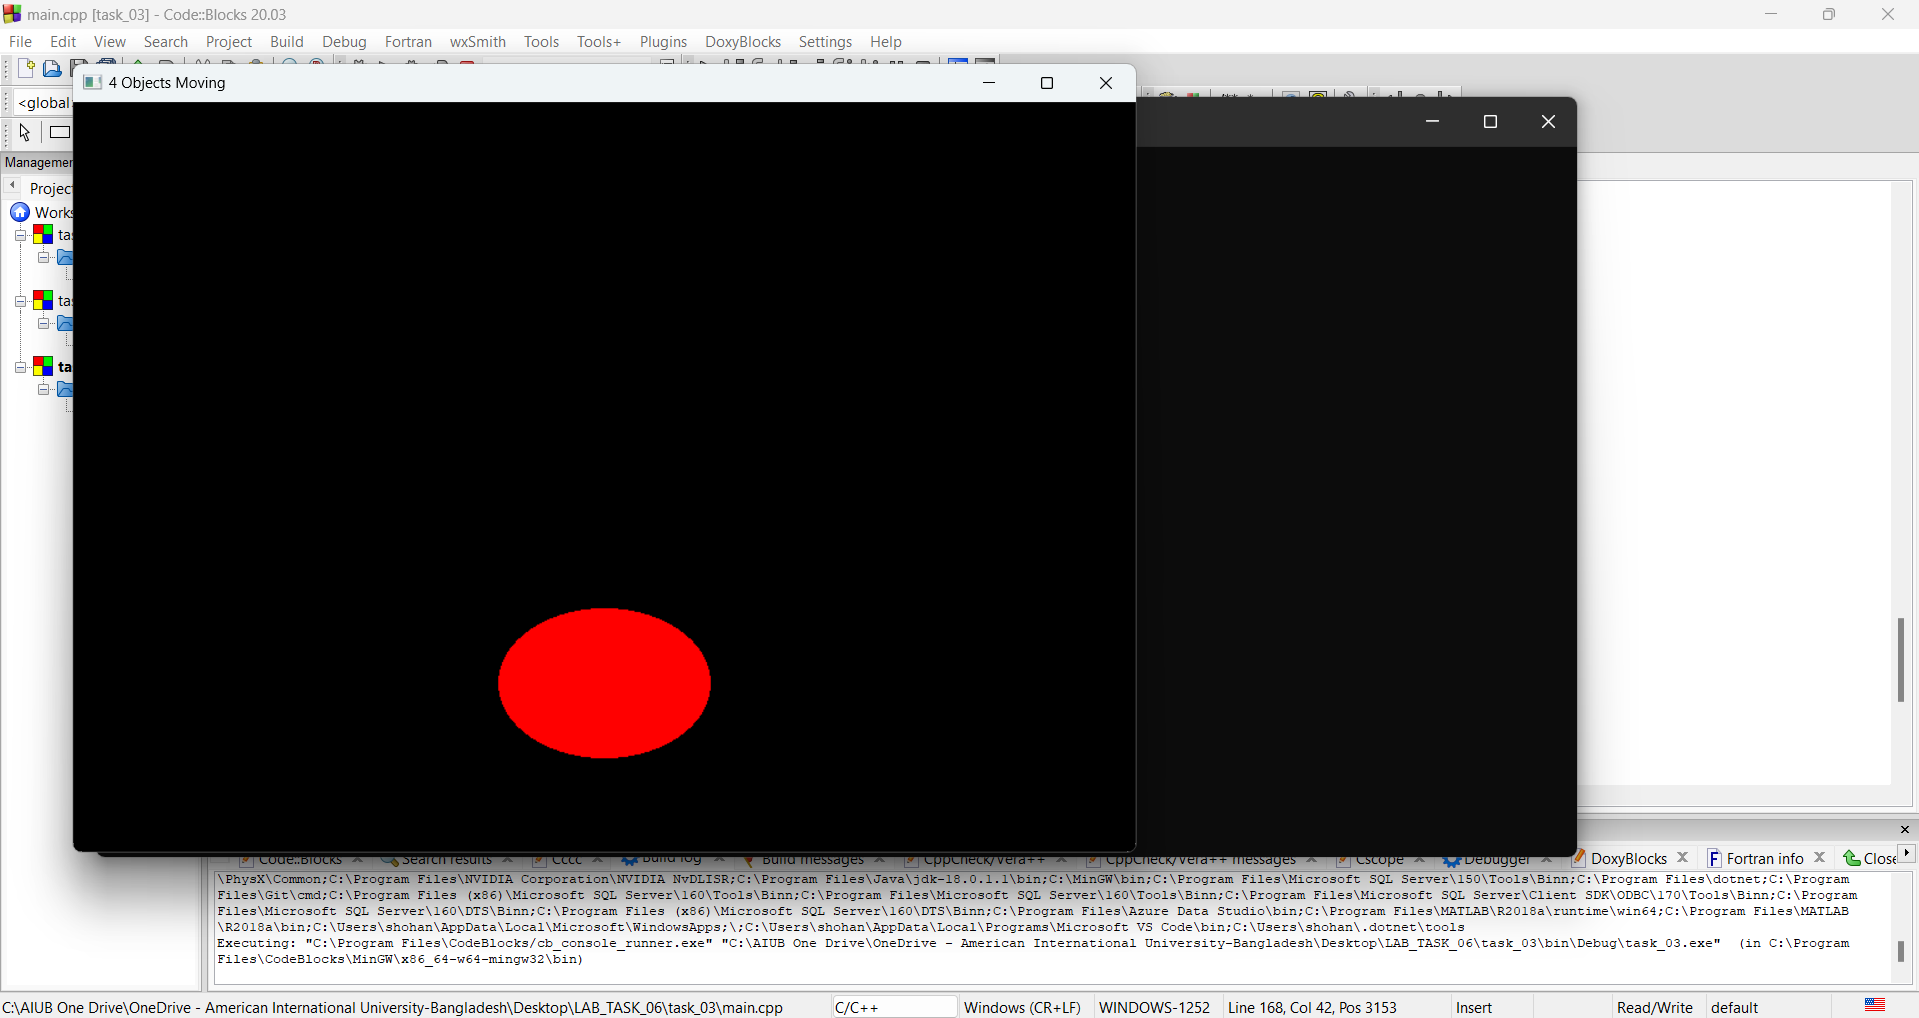 main.cpp [task_03] - Code::Blocks 20.03
File Edit View Search Project Build Debug Fortran wxSmith Tools Tools+ Plugins DoxyBlocks Settings Help
4 Objects Moving
<global
Managemen
Project
Works
ta
ta
ta
Code::Blocks Search results Cccc Build log Build messages CppCheck/Vera++ CppCheck/Vera++ messages Cscope Debugger DoxyBlocks Fortran info Close
\PhysX\Common;C:\Program Files\NVIDIA Corporation\NVIDIA NvDLISR;C:\Program Files\Java\jdk-18.0.1.1\bin;C:\MinGW\bin;C:\Program Files\Microsoft SQL Server\150\Tools\Binn;C:\Program Files\dotnet;C:\Program
Files\Git\cmd;C:\Program Files (x86)\Microsoft SQL Server\160\Tools\Binn;C:\Program Files\Microsoft SQL Server\160\Tools\Binn;C:\Program Files\Microsoft SQL Server\Client SDK\ODBC\170\Tools\Binn;C:\Program
Files\Microsoft SQL Server\160\DTS\Binn;C:\Program Files (x86)\Microsoft SQL Server\160\DTS\Binn;C:\Program Files\Azure Data Studio\bin;C:\Program Files\MATLAB\R2018a\runtime\win64;C:\Program Files\MATLAB
\R2018a\bin;C:\Users\shohan\AppData\Local\Microsoft\WindowsApps;\;C:\Users\shohan\AppData\Local\Programs\Microsoft VS Code\bin;C:\Users\shohan\.dotnet\tools
Executing: "C:\Program Files\CodeBlocks/cb_console_runner.exe" "C:\AIUB One Drive\OneDrive - American International University-Bangladesh\Desktop\LAB_TASK_06\task_03\bin\Debug\task_03.exe"  (in C:\Program
Files\CodeBlocks\MinGW\x86_64-w64-mingw32\bin)
C:\AIUB One Drive\OneDrive - American International University-Bangladesh\Desktop\LAB_TASK_06\task_03\main.cpp C/C++ Windows (CR+LF) WINDOWS-1252 Line 168, Col 42, Pos 3153 Insert Read/Write default